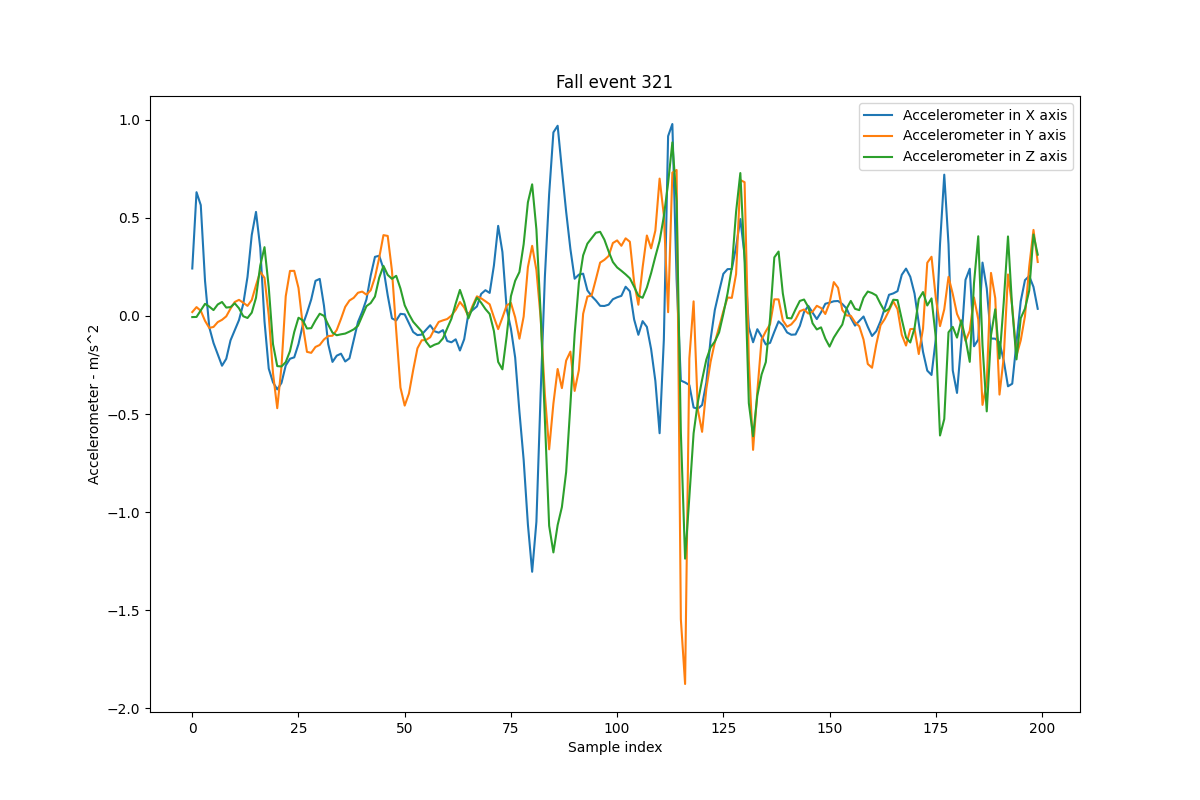 Fall event 321
Accelerometer in X axis
Accelerometer in Y axis
Accelerometer in Z axis
1.0
0.5
0.0
−0.5
−1.0
−1.5
−2.0
Accelerometer - m/s^2
0 25 50 75 100 125 150 175 200
Sample index